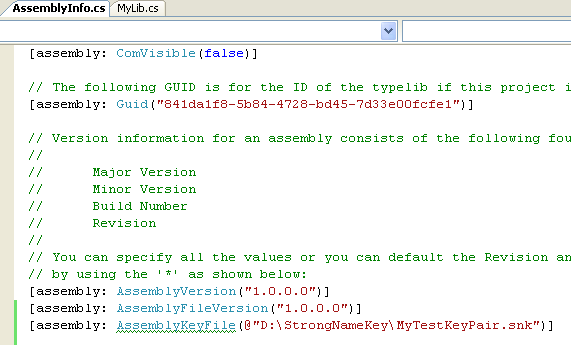 AssemblyInfo.cs MyLib.cs
[assembly: ComVisible(false)]
// The following GUID is for the ID of the typelib if this project i
[assembly: Guid("841da1f8-5b84-4728-bd45-7d33e00fcfe1")]
// Version information for an assembly consists of the following fou
//
// Major Version
// Minor Version
// Build Number
// Revision
//
// You can specify all the values or you can default the Revision an
// by using the '*' as shown below:
[assembly: AssemblyVersion("1.0.0.0")]
[assembly: AssemblyFileVersion("1.0.0.0")]
[assembly: AssemblyKeyFile(@"D:\StrongNameKey\MyTestKeyPair.snk")]